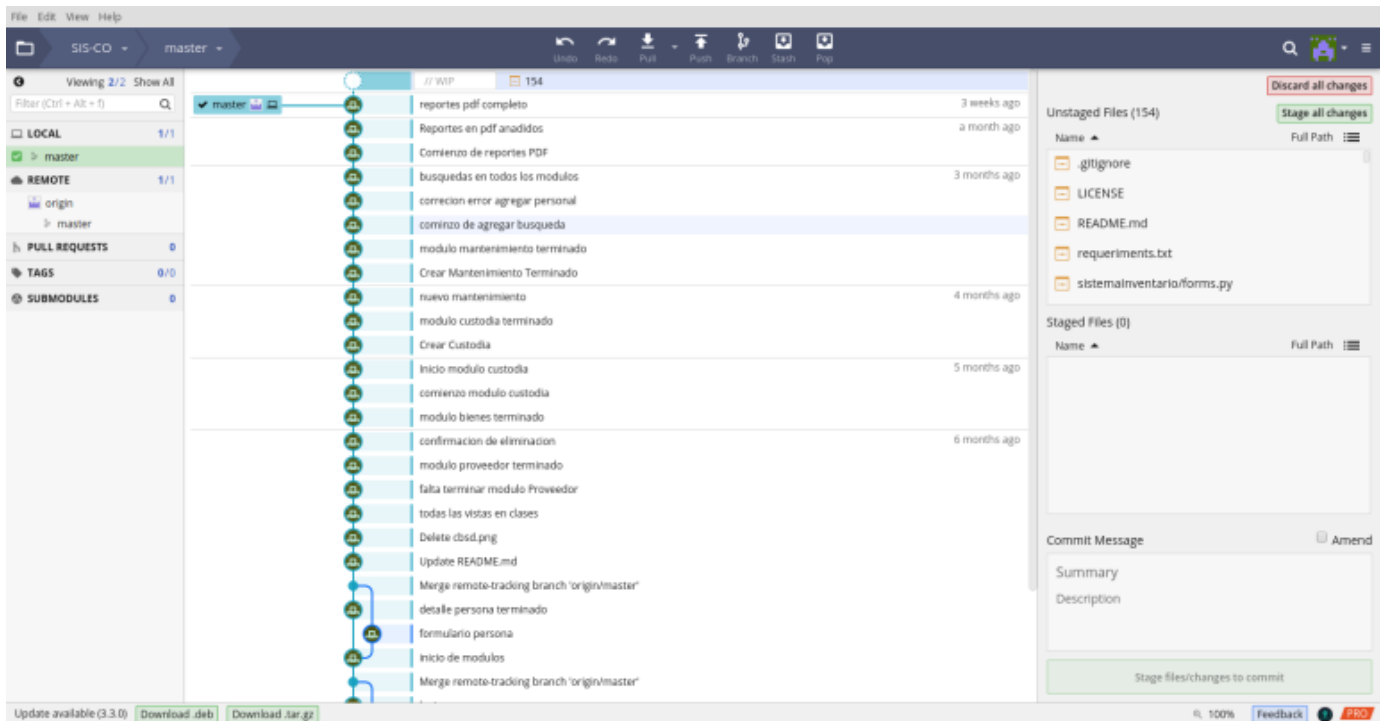 File Edit View Help
SIS-CO master
Undo Redo Pull Push Branch Stash Pop
Viewing 2/2 Show All
Filter (Ctrl + Alt + f)
LOCAL 1/1
master
REMOTE 1/1
origin
master
PULL REQUESTS 0
TAGS 0/0
SUBMODULES 0
// WIP 154
master reportes pdf completo 3 weeks ago
Reportes en pdf anadidos a month ago
Comienzo de reportes PDF
busquedas en todos los modulos 3 months ago
correcion error agregar personal
cominzo de agregar busqueda
modulo mantenimiento terminado
Crear Mantenimiento Terminado
nuevo mantenimiento 4 months ago
modulo custodia terminado
Crear Custodia
Inicio modulo custodia 5 months ago
comienzo modulo custodia
modulo bienes terminado
confirmacion de eliminacion 6 months ago
modulo proveedor terminado
falta terminar modulo Proveedor
todas las vistas en clases
Delete cbsd.png
Update README.md
Merge remote-tracking branch 'origin/master'
detalle persona terminado
formulario persona
Inicio de modulos
Merge remote-tracking branch 'origin/master'
Discard all changes
Unstaged Files (154) Stage all changes
Name Full Path
.gitignore
LICENSE
README.md
requeriments.txt
sistemaInventario/forms.py
Staged Files (0)
Name Full Path
Commit Message Amend
Summary
Description
Stage files/changes to commit
Update available (3.3.0) Download .deb Download .tar.gz
100% Feedback PRO